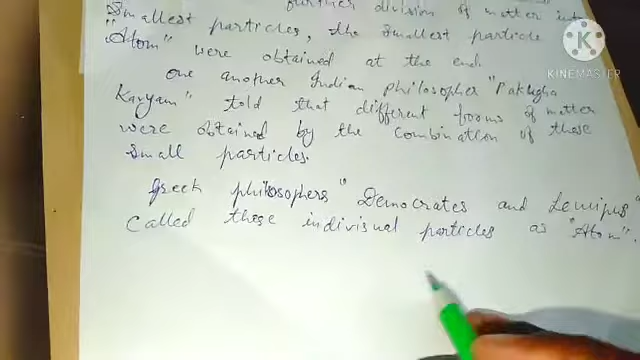 further division of matter into
Smallest particles, the smallest particle
"Atom" were obtained at the end.
One another Indian philosopher "Pakugha
Karyam" told that different forms of matter
were obtained by the combination of these
small particles.
Greek philosophers "Democrates and Leucipus"
called these indivisual particles as "Atom".
KINEMASTER